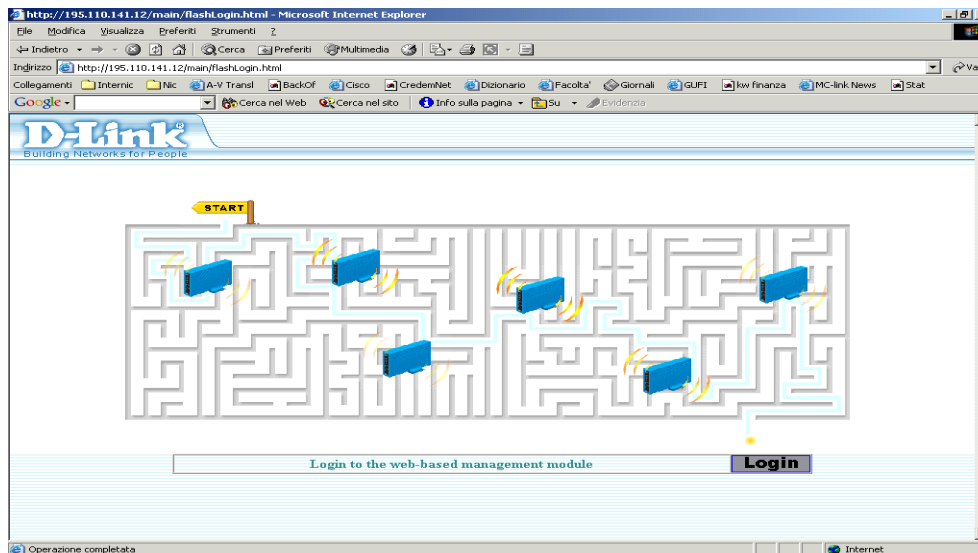 http://195.110.141.12/main/flashLogin.html - Microsoft Internet Explorer
File Modifica Visualizza Preferiti Strumenti ?
Indietro Cerca Preferiti Multimedia
Indirizzo http://195.110.141.12/main/flashLogin.html Va
Collegamenti Internic Nic A-V Transl BackOf Cisco CredemNet Dizionario Facolta' Giornali GUFI kw finanza MC-link News Stat
Google Cerca nel Web Cerca nel sito Info sulla pagina Su Evidenzia
D-Link®
Building Networks for People
START
Login to the web-based management module Login
Operazione completata Internet